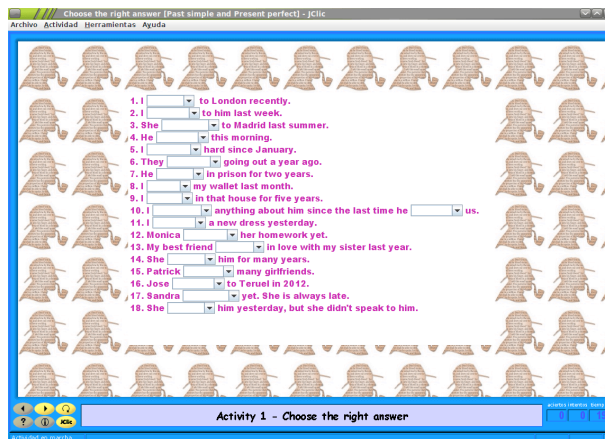 Choose the right answer [Past simple and Present perfect] - JClic
Archivo Actividad Herramientas Ayuda
1. I to London recently.
2. I to him last week.
3. She to Madrid last summer.
4. He this morning.
5. I hard since January.
6. They going out a year ago.
7. He in prison for two years.
8. I my wallet last month.
9. I in that house for five years.
10. I anything about him since the last time he us.
11. I a new dress yesterday.
12. Monica her homework yet.
13. My best friend in love with my sister last year.
14. She him for many years.
15. Patrick many girlfriends.
16. Jose to Teruel in 2012.
17. Sandra yet. She is always late.
18. She him yesterday, but she didn't speak to him.
? JClic
Activity 1 - Choose the right answer
aciertos intentos
0 0
Actividad en marcha